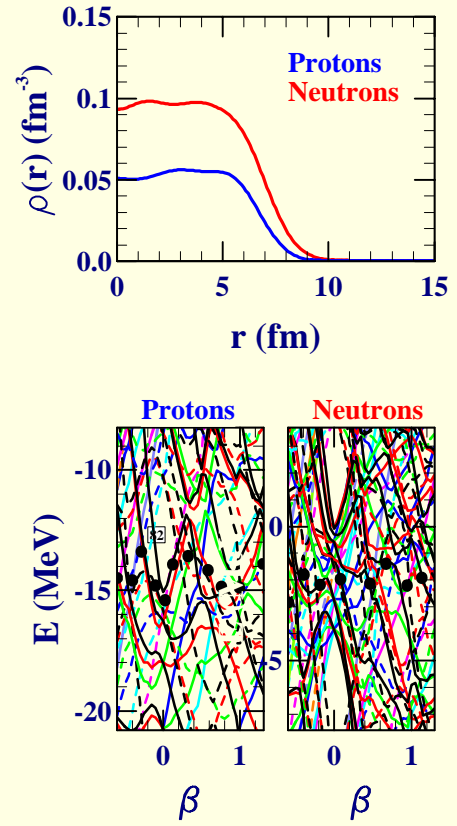 0.15
Protons
Neutrons
0.1
ρ(r) (fm-3)
0.05
0.0
0 5 10 15
r (fm)
Protons Neutrons
-10
82
0
E (MeV)
-15
-5
-20
0 1 0 1
β β